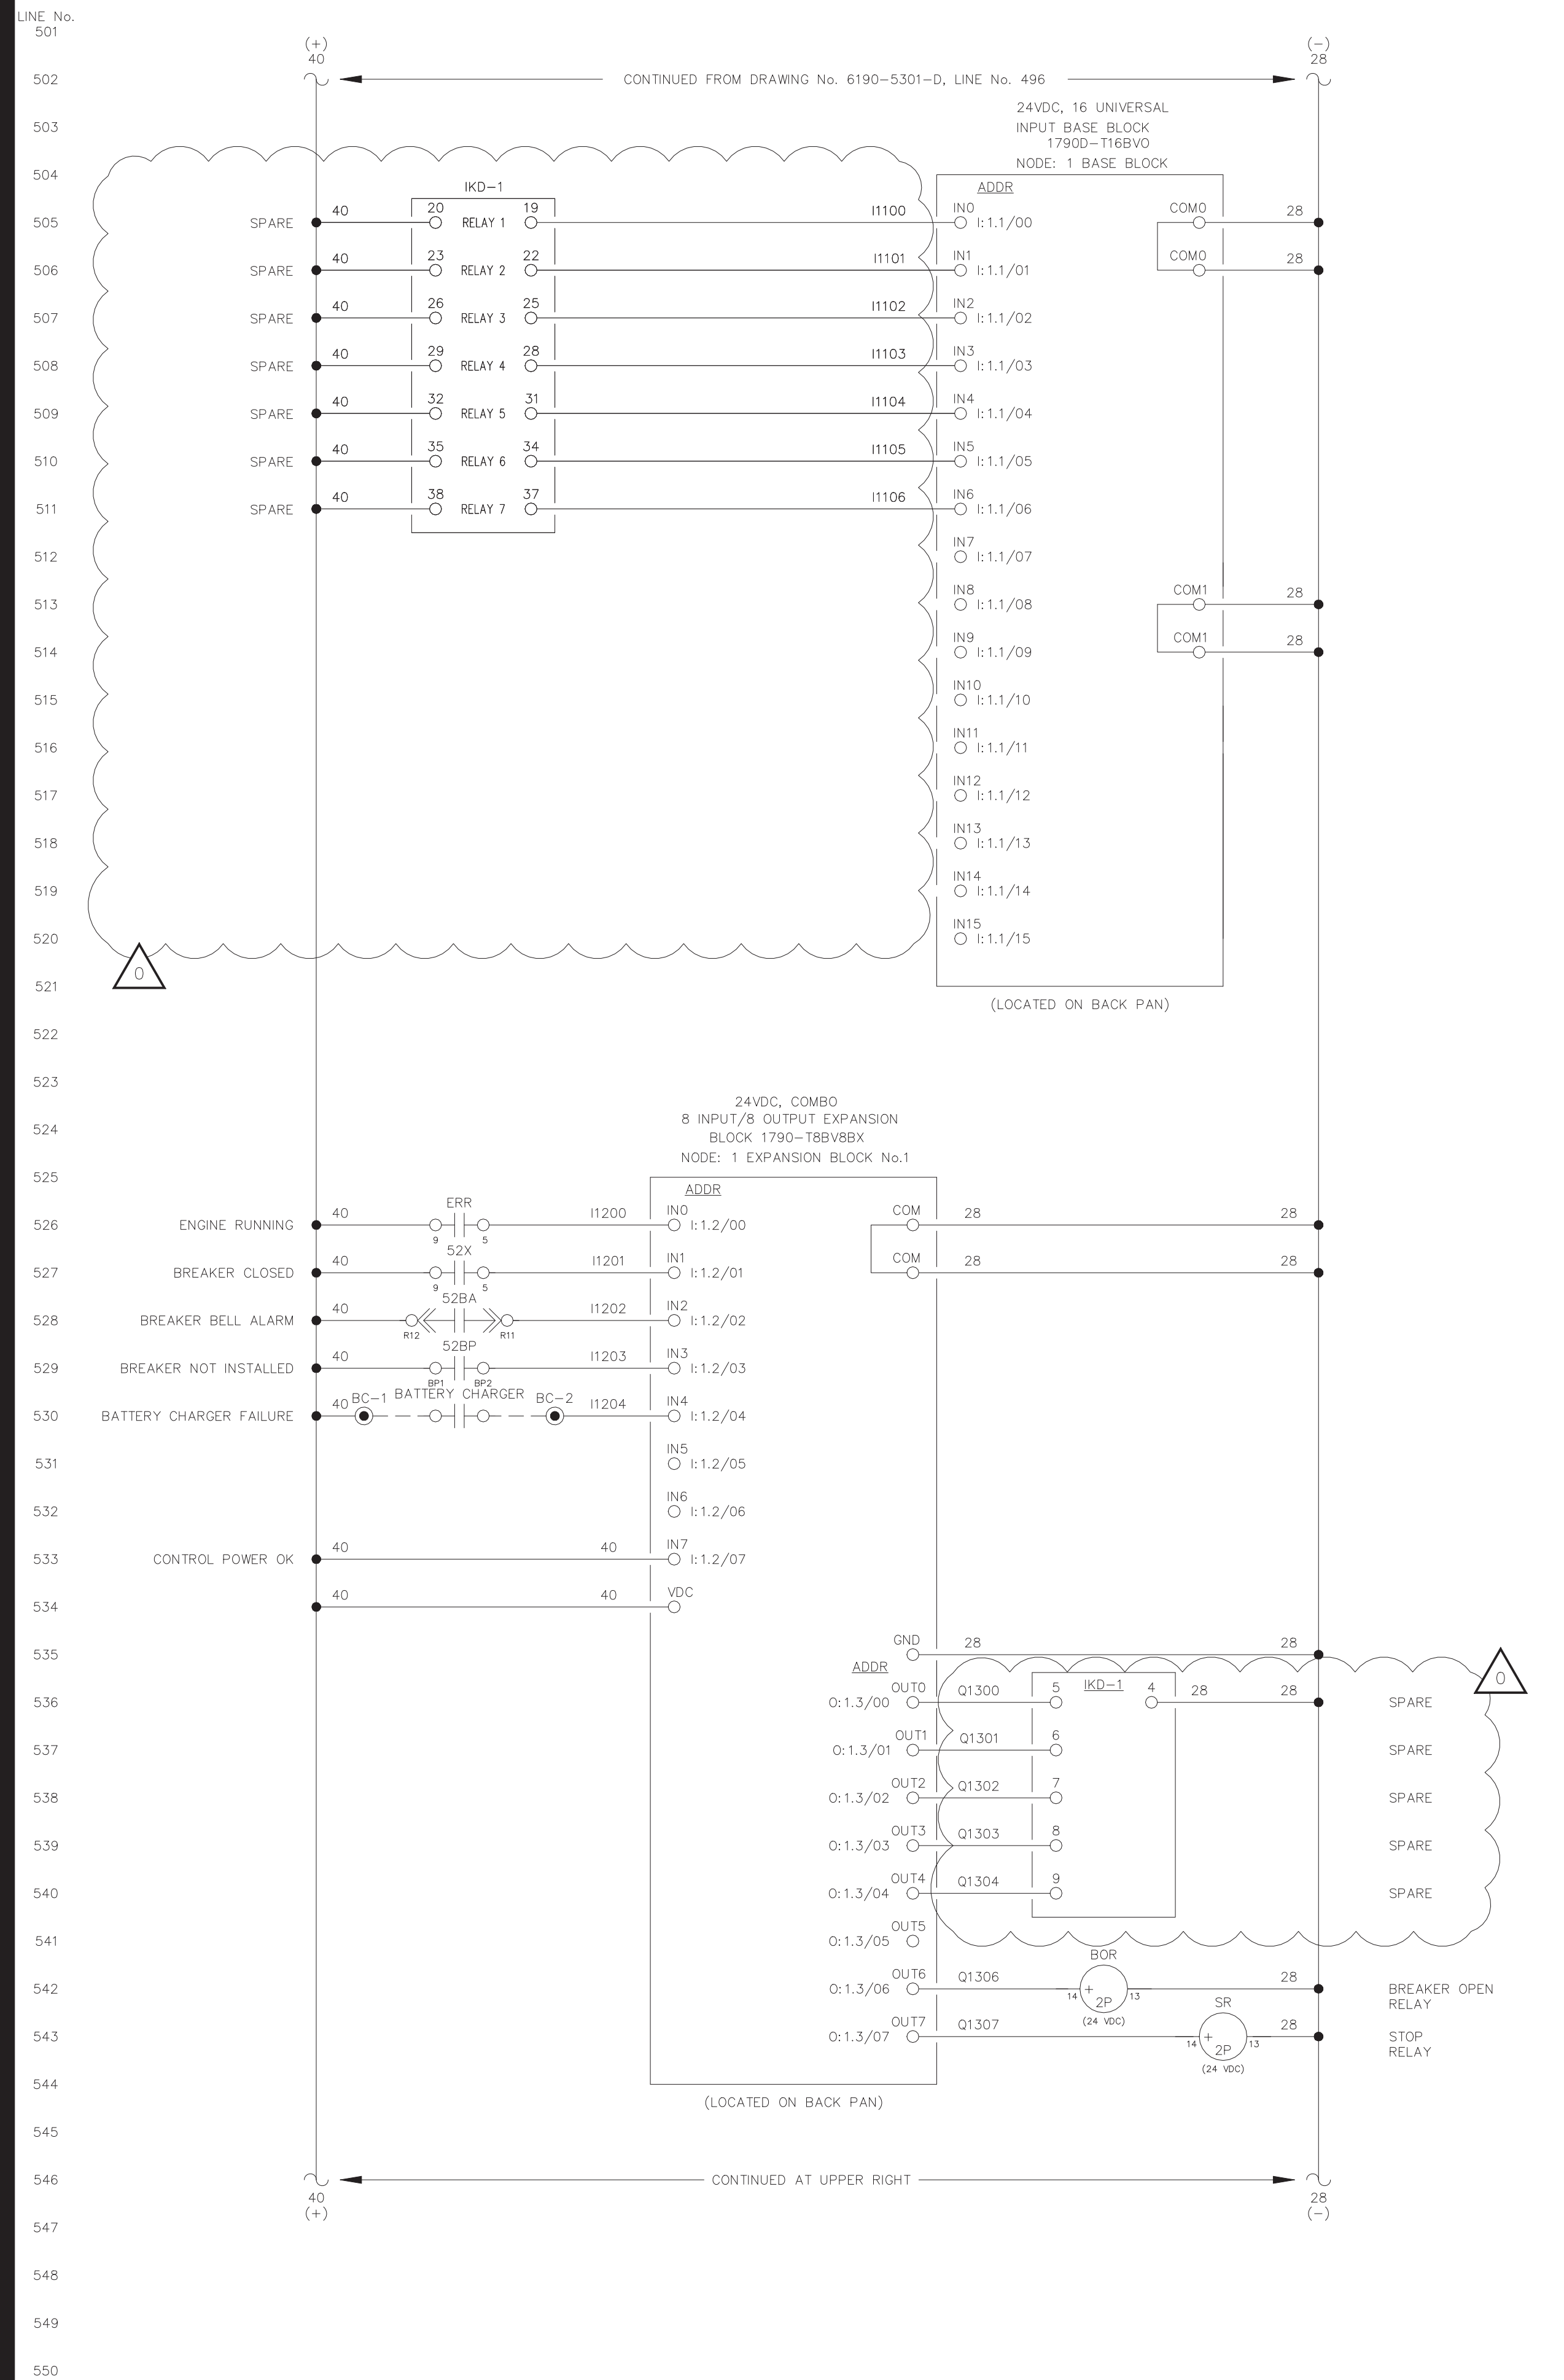 LINE No.
501
(+)
40
(-)
28
502 CONTINUED FROM DRAWING No. 6190-5301-D, LINE No. 496
24VDC, 16 UNIVERSAL
503 INPUT BASE BLOCK
1790D-T16BVO
NODE: 1 BASE BLOCK
504
IKD-1 ADDR
40 20 19 I1100 IN0 COM0 28
505 SPARE RELAY 1 I:1.1/00
40 23 22 I1101 IN1 COM0 28
506 SPARE RELAY 2 I:1.1/01
40 26 25 I1102 IN2
507 SPARE RELAY 3 I:1.1/02
40 29 28 I1103 IN3
508 SPARE RELAY 4 I:1.1/03
40 32 31 I1104 IN4
509 SPARE RELAY 5 I:1.1/04
40 35 34 I1105 IN5
510 SPARE RELAY 6 I:1.1/05
40 38 37 I1106 IN6
511 SPARE RELAY 7 I:1.1/06
IN7
512 I:1.1/07
IN8 COM1 28
513 I:1.1/08
IN9 COM1 28
514 I:1.1/09
IN10
515 I:1.1/10
IN11
516 I:1.1/11
IN12
517 I:1.1/12
IN13
518 I:1.1/13
IN14
519 I:1.1/14
IN15
520 I:1.1/15
0
521
(LOCATED ON BACK PAN)
522
523
24VDC, COMBO
8 INPUT/8 OUTPUT EXPANSION
524
BLOCK 1790-T8BV8BX
NODE: 1 EXPANSION BLOCK No.1
525
ADDR
40 ERR I1200 IN0 COM 28 28
526 ENGINE RUNNING I:1.2/00
9 5
40 52X I1201 IN1 COM 28 28
527 BREAKER CLOSED I:1.2/01
9 5
40 52BA I1202 IN2
528 BREAKER BELL ALARM I:1.2/02
R12 R11
40 52BP I1203 IN3
529 BREAKER NOT INSTALLED I:1.2/03
BP1 BP2
40 BC-1 BATTERY CHARGER BC-2 I1204 IN4
530 BATTERY CHARGER FAILURE I:1.2/04
IN5
531 I:1.2/05
IN6
532 I:1.2/06
40 40 IN7
533 CONTROL POWER OK I:1.2/07
40 40 VDC
534
GND 28 28
535
ADDR
OUT0 Q1300 5 IKD-1 4 28 28 0
536 O:1.3/00 SPARE
OUT1 Q1301 6
537 O:1.3/01 SPARE
OUT2 Q1302 7
538 O:1.3/02 SPARE
OUT3 Q1303 8
539 O:1.3/03 SPARE
OUT4 Q1304 9
540 O:1.3/04 SPARE
OUT5
541 O:1.3/05
BOR
OUT6 Q1306 28
542 O:1.3/06 14 + 2P 13 BREAKER OPEN
RELAY
(24 VDC)
SR
OUT7 Q1307 28
543 O:1.3/07 14 + 2P 13 STOP
RELAY
(24 VDC)
544
(LOCATED ON BACK PAN)
545
546 CONTINUED AT UPPER RIGHT
40
(+)
28
(-)
547
548
549
550